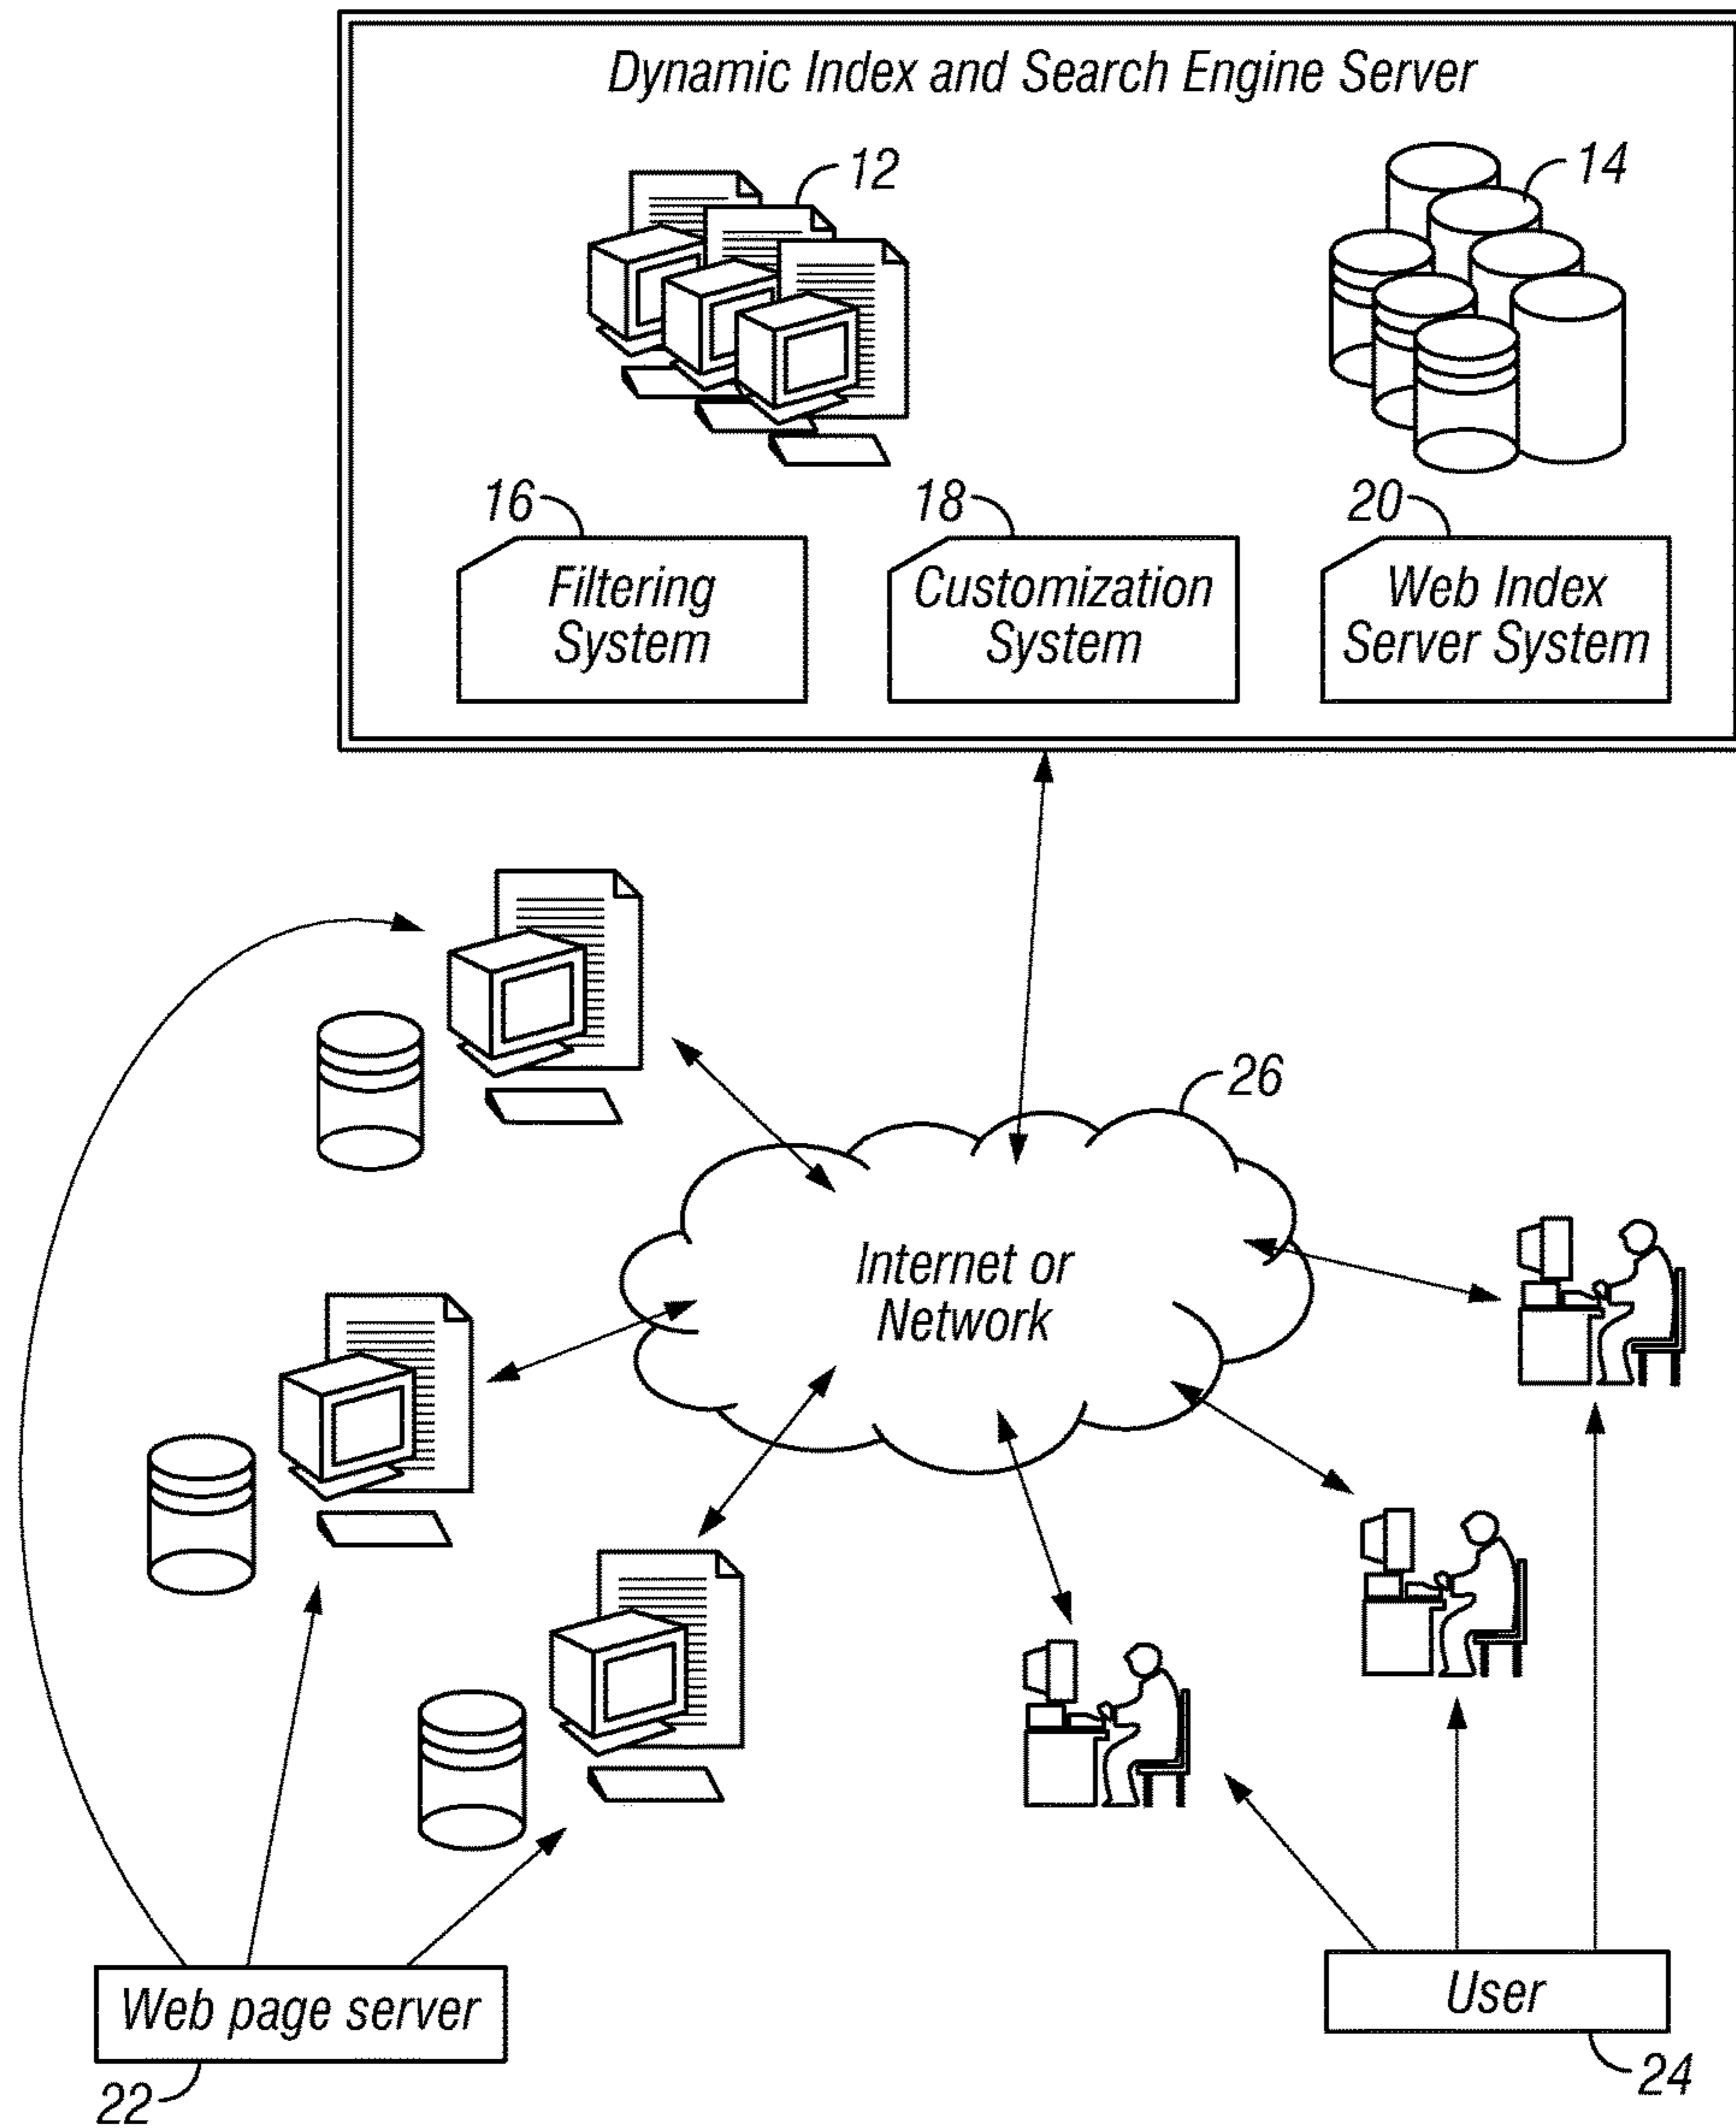 Dynamic Index and Search Engine Server
12
14
16
18
20
Filtering
System
Customization
System
Web Index
Server System
26
Internet or
Network
Web page server
User
22
24